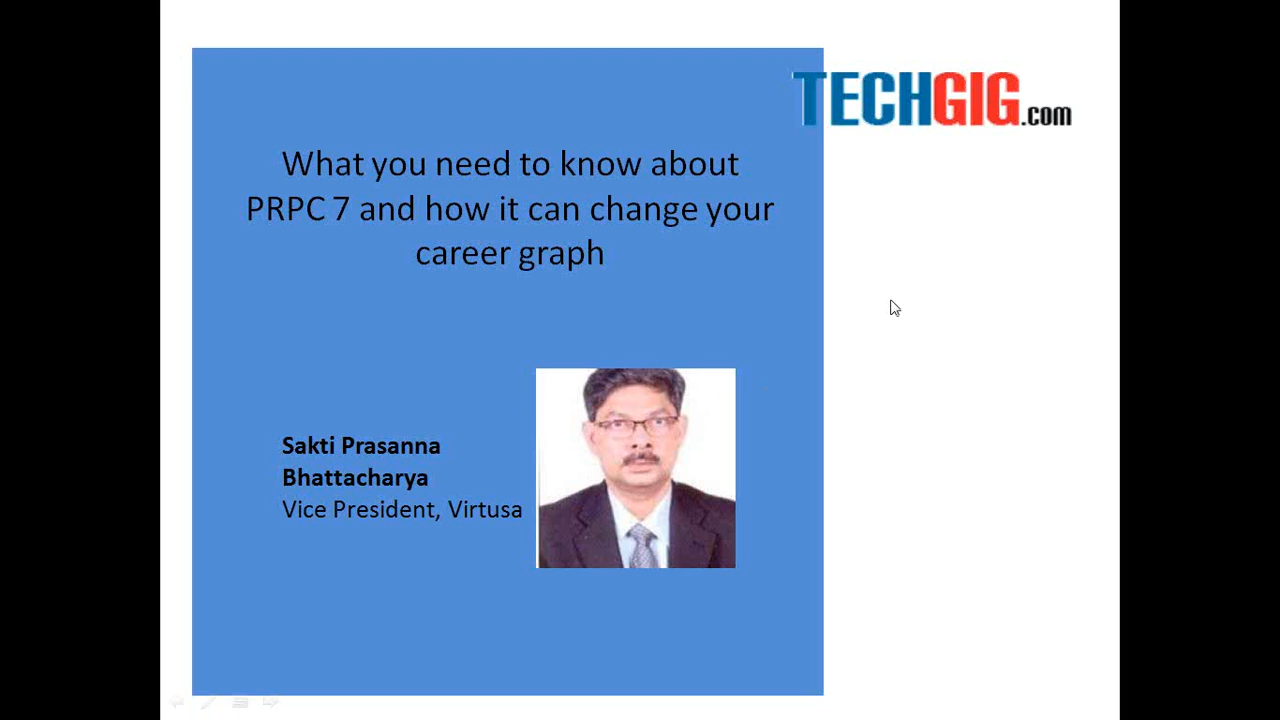 TECHGIG.com
What you need to know about
PRPC 7 and how it can change your
career graph
Sakti Prasanna
Bhattacharya
Vice President, Virtusa